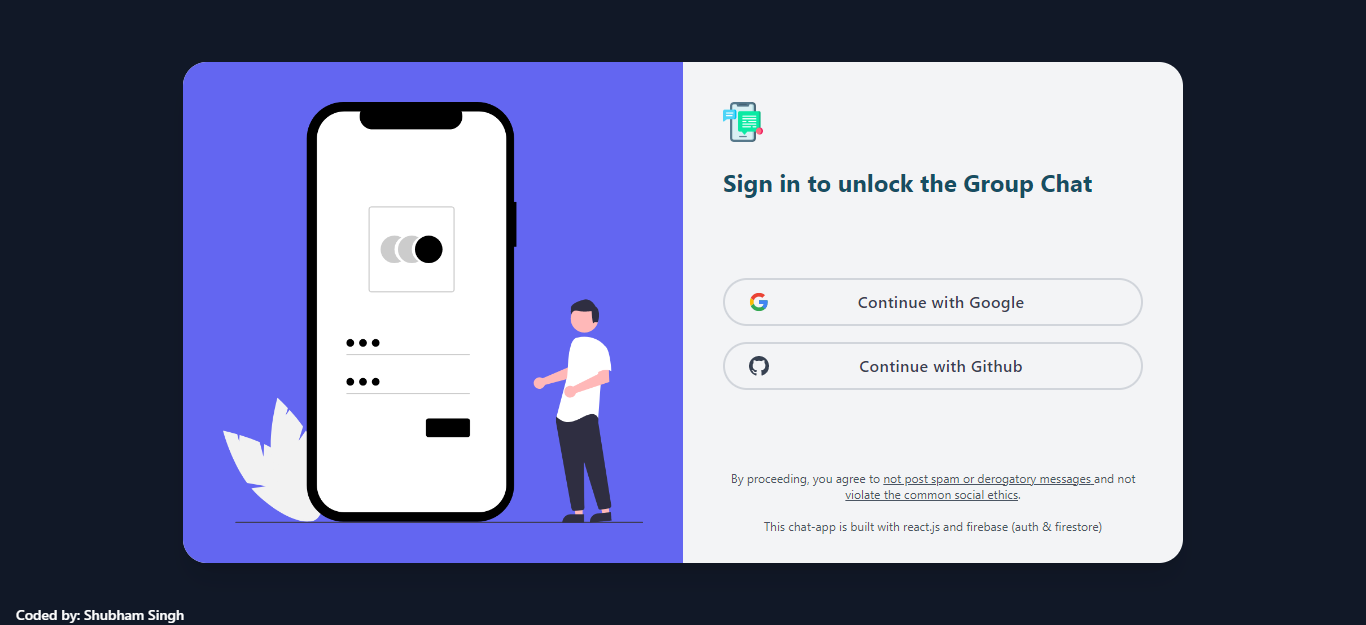 Sign in to unlock the Group Chat
Continue with Google
Continue with Github
By proceeding, you agree to not post spam or derogatory messages and not
violate the common social ethics.
This chat-app is built with react.js and firebase (auth & firestore)
Coded by: Shubham Singh